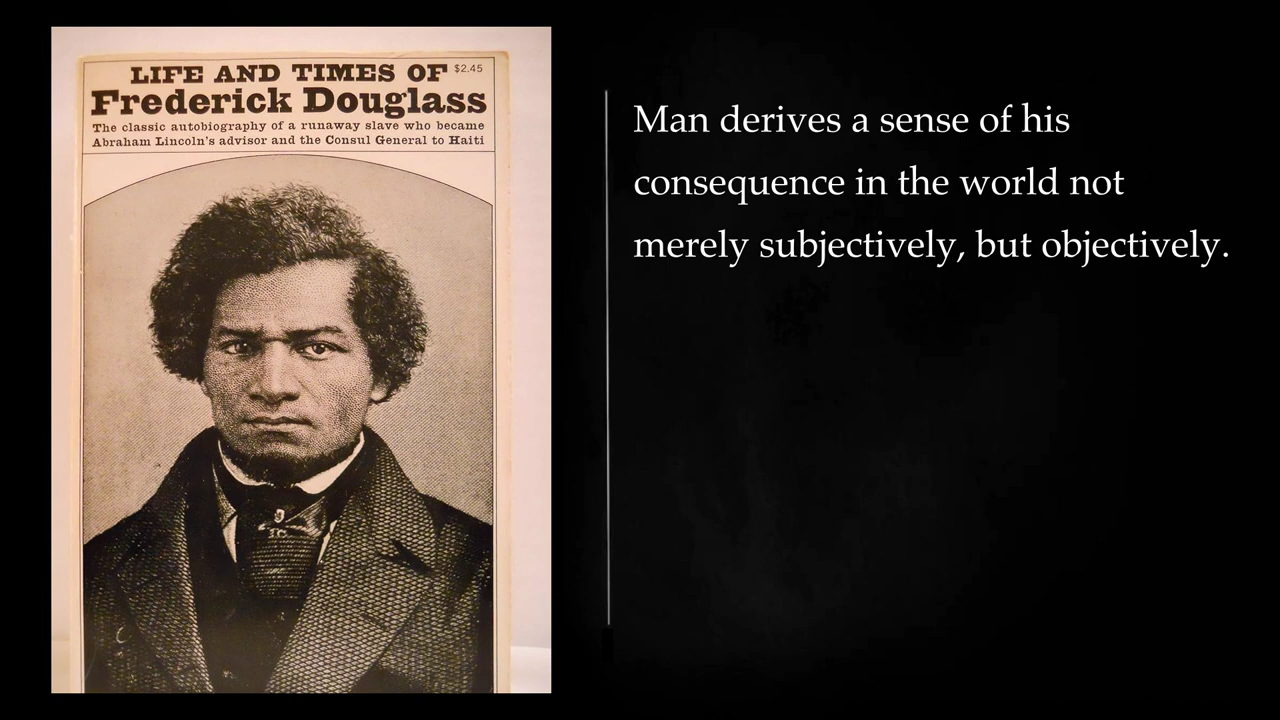 LIFE AND TIMES OF $2.45
Frederick Douglass
The classic autobiography of a runaway slave who became
Abraham Lincoln's advisor and the Consul General to Haiti
Man derives a sense of his
consequence in the world not
merely subjectively, but objectively.